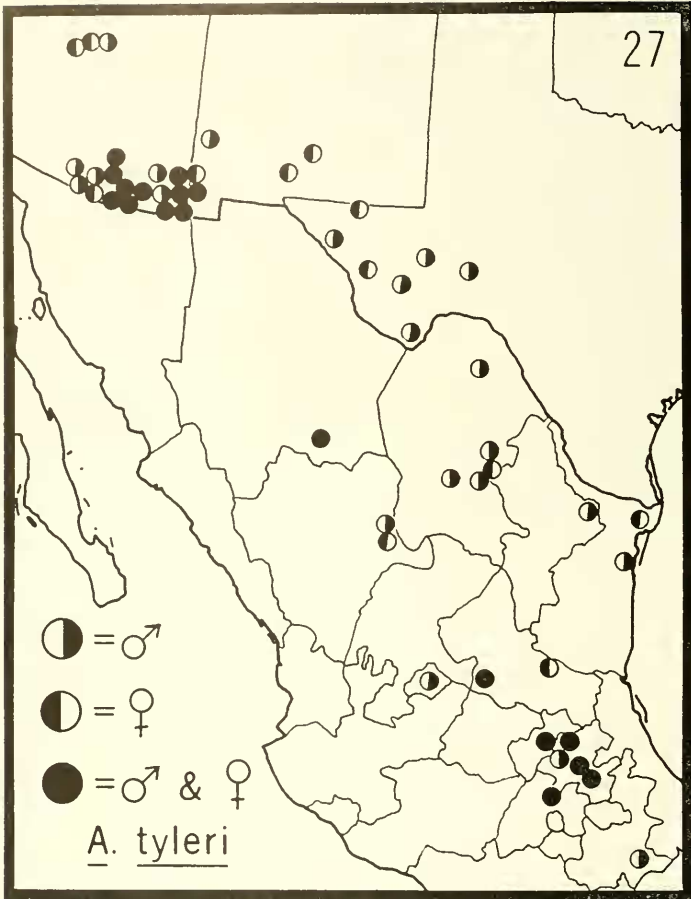 27
= ♂
= ♀
= ♂ & ♀
A. tyleri